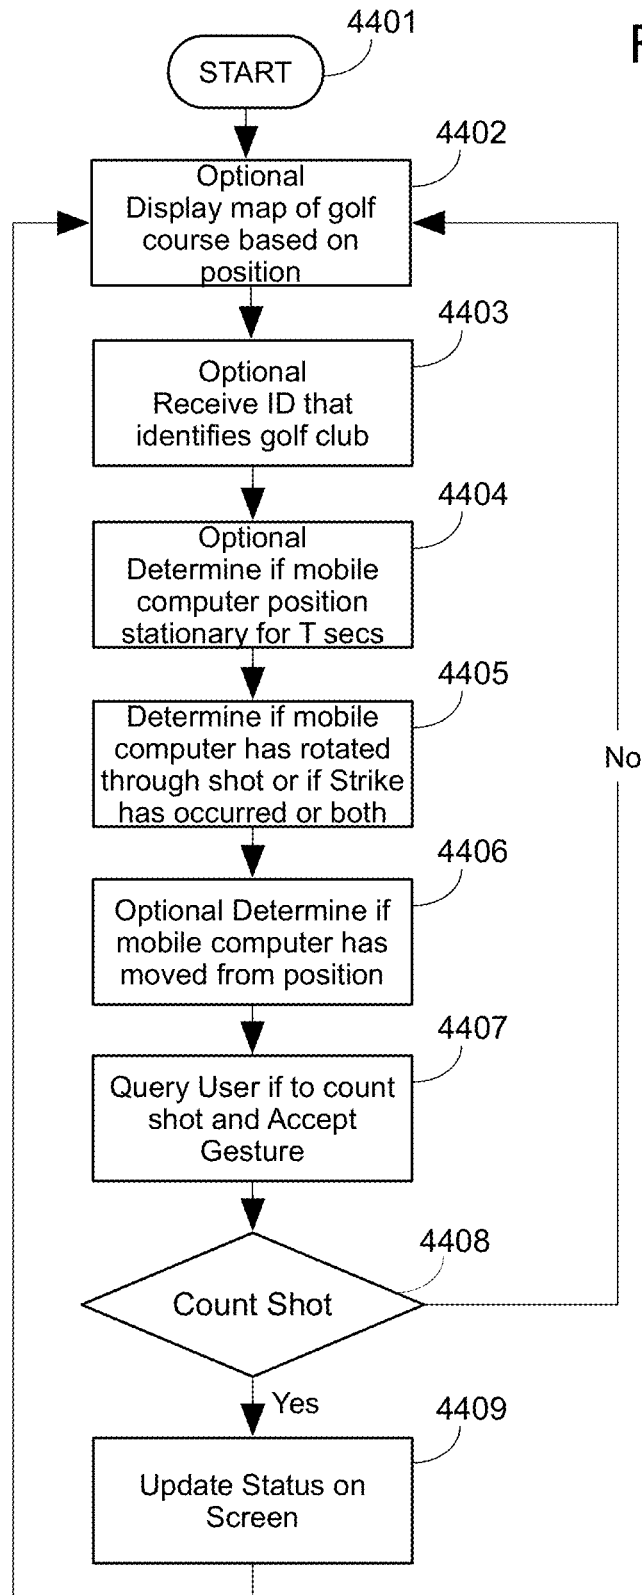 4401
START
4402
Optional
Display map of golf
course based on
position
4403
Optional
Receive ID that
identifies golf club
4404
Optional
Determine if mobile
computer position
stationary for T secs
4405
Determine if mobile
computer has rotated
through shot or if Strike
has occurred or both
No
4406
Optional Determine if
mobile computer has
moved from position
4407
Query User if to count
shot and Accept
Gesture
4408
Count Shot
Yes
4409
Update Status on
Screen